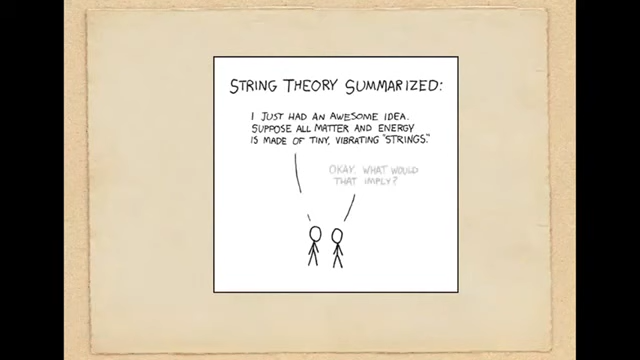 STRING THEORY SUMMARIZED:
I JUST HAD AN AWESOME IDEA.
SUPPOSE ALL MATTER AND ENERGY
IS MADE OF TINY, VIBRATING "STRINGS."
OKAY. WHAT WOULD
THAT IMPLY?